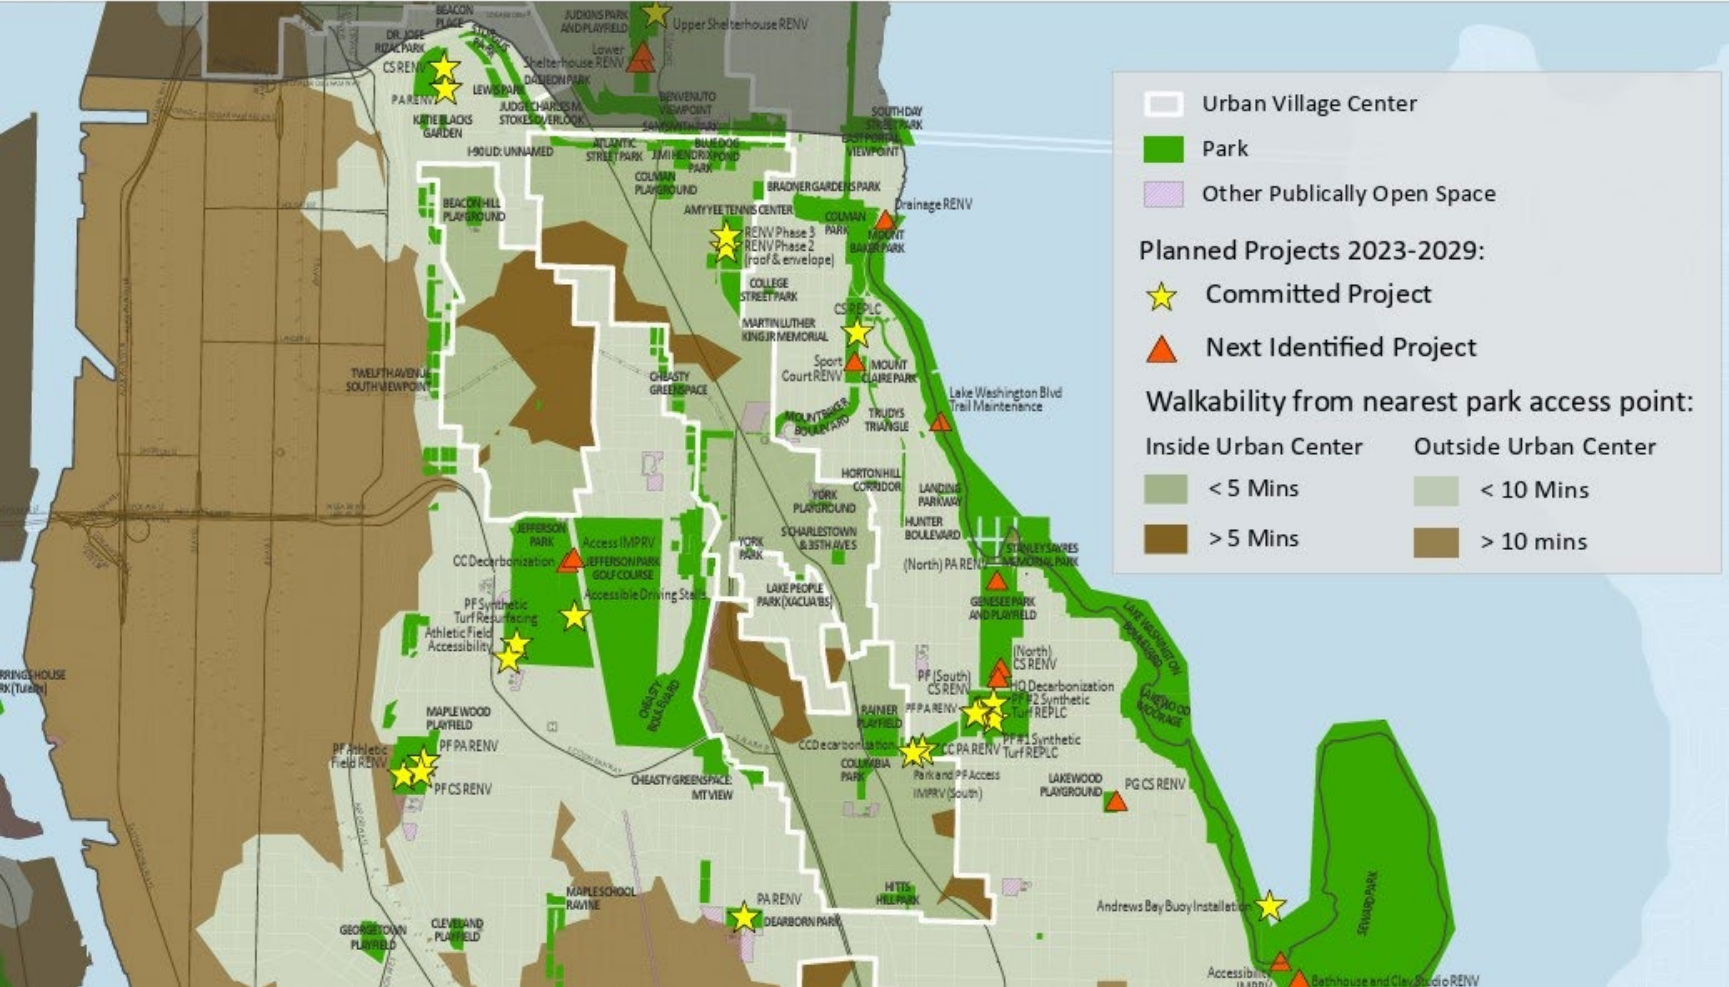 BEACON
PLACE
JUDKINS PARK
AND PLAYFIELD
Upper Shelterhouse RENV
DR. JOSE
RIZAL PARK
STURGUS
PARK
Lower
Shelterhouse RENV
CS RENV
DAEJEON PARK
LEWIS PARK
PA RENV
JUDGE CHARLES M.
STOKES OVERLOOK
BENVENUTO
VIEWPOINT
KATIE BLACKS
GARDEN
SAM SMITH PARK
SOUTH DAY
STREET PARK
EAST PORTAL
VIEWPOINT
I-90 LID: UNNAMED
ATLANTIC
STREET PARK
BLUE DOG
POND
JIMI HENDRIX
PARK
COLMAN
PLAYGROUND
BRADNER GARDENS PARK
BEACON HILL
PLAYGROUND
AMY YEE TENNIS CENTER
COLMAN
PARK
Drainage RENV
RENV Phase 3
RENV Phase 2
(roof & envelope)
MOUNT
BAKER PARK
COLLEGE
STREET PARK
CS REPLC
MARTIN LUTHER
KING JR MEMORIAL
Sport
Court RENV
MOUNT
CLAIRE PARK
TWELFTH AVENUE
SOUTH VIEWPOINT
CHEASTY
GREENSPACE
Lake Washington Blvd
Trail Maintenance
MOUNT BAKER
BOULEVARD
TRUDYS
TRIANGLE
HORTON HILL
CORRIDOR
YORK
PLAYGROUND
LANDING
PARKWAY
HUNTER
BOULEVARD
S CHARLESTOWN
& 35TH AVE S
JEFFERSON
PARK
Access IMPRV
YORK
PARK
STANLEY SAYRES
MEMORIAL PARK
CC Decarbonization
JEFFERSON PARK
GOLF COURSE
(North) PA RENV
Accessible Driving Stalls
LAKE PEOPLE
PARK (XACUA'BS)
GENESEE PARK
AND PLAYFIELD
PF Synthetic
Turf Resurfacing
Athletic Field
Accessibility
LAKE WASHINGTON
BOULEVARD
(North)
CS RENV
PF (South)
CS RENV
HQ Decarbonization
PF #2 Synthetic
Turf REPLC
CHEASTY
BOULEVARD
LAKEWOOD
MOORAGE
MAPLEWOOD
PLAYFIELD
RAINIER
PLAYFIELD
PF PA RENV
PF Athletic
Field RENV
PF PA RENV
CC Decarbonization
CC PA RENV
PF #1 Synthetic
Turf REPLC
PF CS RENV
CHEASTY GREENSPACE:
MT VIEW
COLUMBIA
PARK
Park and PF Access
IMPRV (South)
LAKEWOOD
PLAYGROUND
PG CS RENV
MAPLE SCHOOL
RAVINE
PA RENV
DEARBORN PARK
HITTS
HILL PARK
Andrews Bay Buoy Installation
SEWARD PARK
GEORGETOWN
PLAYFIELD
CLEVELAND
PLAYFIELD
Accessibility
IMPRV
Bathhouse and Clay Studio RENV
Urban Village Center
Park
Other Publically Open Space
Planned Projects 2023-2029:
Committed Project
Next Identified Project
Walkability from nearest park access point:
Inside Urban Center
Outside Urban Center
< 5 Mins
< 10 Mins
> 5 Mins
> 10 mins